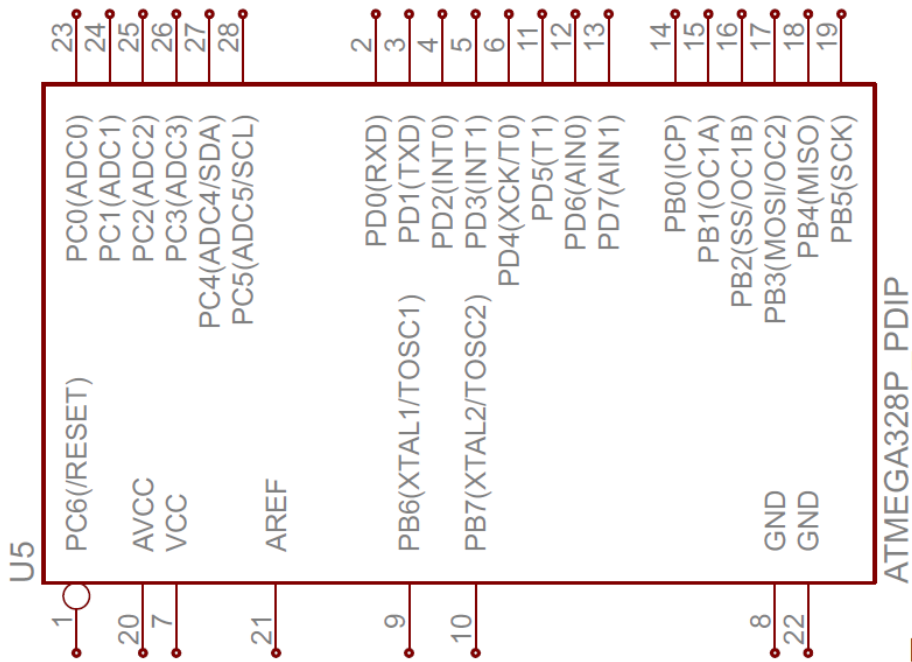 U5
23
24
25
26
27
28
2
3
4
5
6
11
12
13
14
15
16
17
18
19
PC0(ADC0)
PC1(ADC1)
PC2(ADC2)
PC3(ADC3)
PC4(ADC4/SDA)
PC5(ADC5/SCL)
PD0(RXD)
PD1(TXD)
PD2(INT0)
PD3(INT1)
PD4(XCK/T0)
PD5(T1)
PD6(AIN0)
PD7(AIN1)
PB0(ICP)
PB1(OC1A)
PB2(SS/OC1B)
PB3(MOSI/OC2)
PB4(MISO)
PB5(SCK)
PC6(/RESET)
AVCC
VCC
AREF
PB6(XTAL1/TOSC1)
PB7(XTAL2/TOSC2)
GND
GND
1
20
7
21
9
10
8
22
ATMEGA328P PDIP